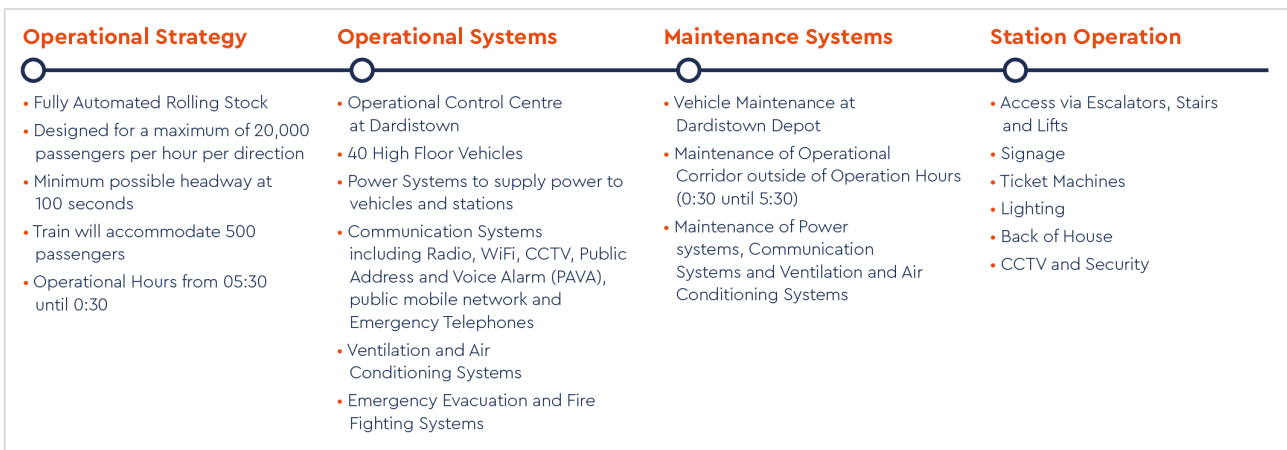 Operational Strategy
• Fully Automated Rolling Stock
• Designed for a maximum of 20,000
passengers per hour per direction
• Minimum possible headway at
100 seconds
• Train will accommodate 500
passengers
• Operational Hours from 05:30
until 0:30
Operational Systems
• Operational Control Centre
at Dardistown
• 40 High Floor Vehicles
• Power Systems to supply power to
vehicles and stations
• Communication Systems
including Radio, WiFi, CCTV, Public
Address and Voice Alarm (PAVA),
public mobile network and
Emergency Telephones
• Ventilation and Air
Conditioning Systems
• Emergency Evacuation and Fire
Fighting Systems
Maintenance Systems
• Vehicle Maintenance at
Dardistown Depot
• Maintenance of Operational
Corridor outside of Operation Hours
(0:30 until 5:30)
• Maintenance of Power
systems, Communication
Systems and Ventilation and Air
Conditioning Systems
Station Operation
• Access via Escalators, Stairs
and Lifts
• Signage
• Ticket Machines
• Lighting
• Back of House
• CCTV and Security